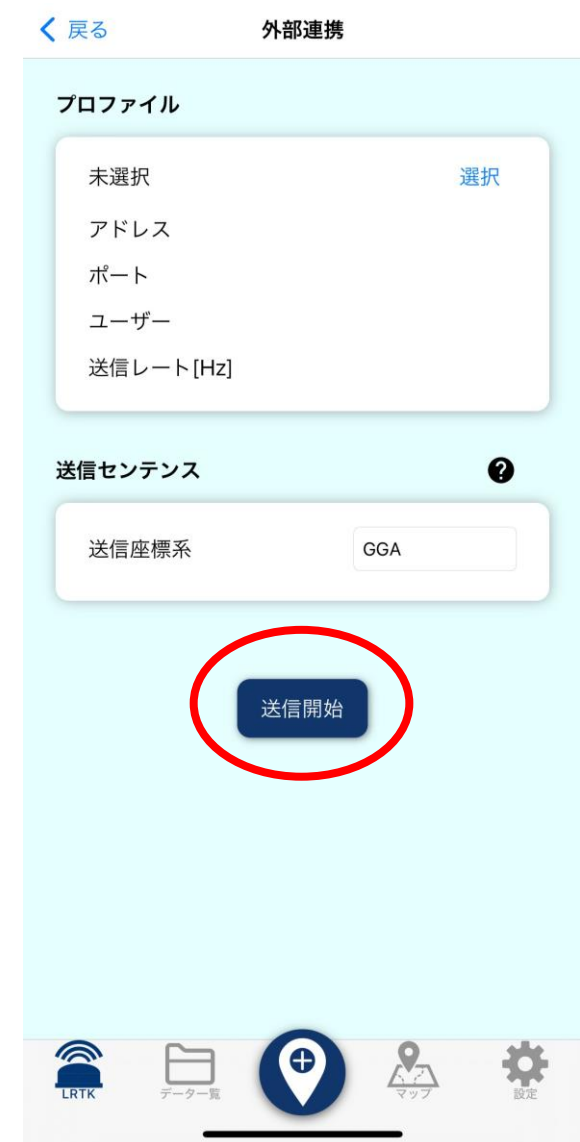 戻る 外部連携
プロファイル
未選択 選択
アドレス
ポート
ユーザー
送信レート[Hz]
送信センテンス ?
送信座標系 GGA
送信開始
LRTK データ一覧 マップ 設定